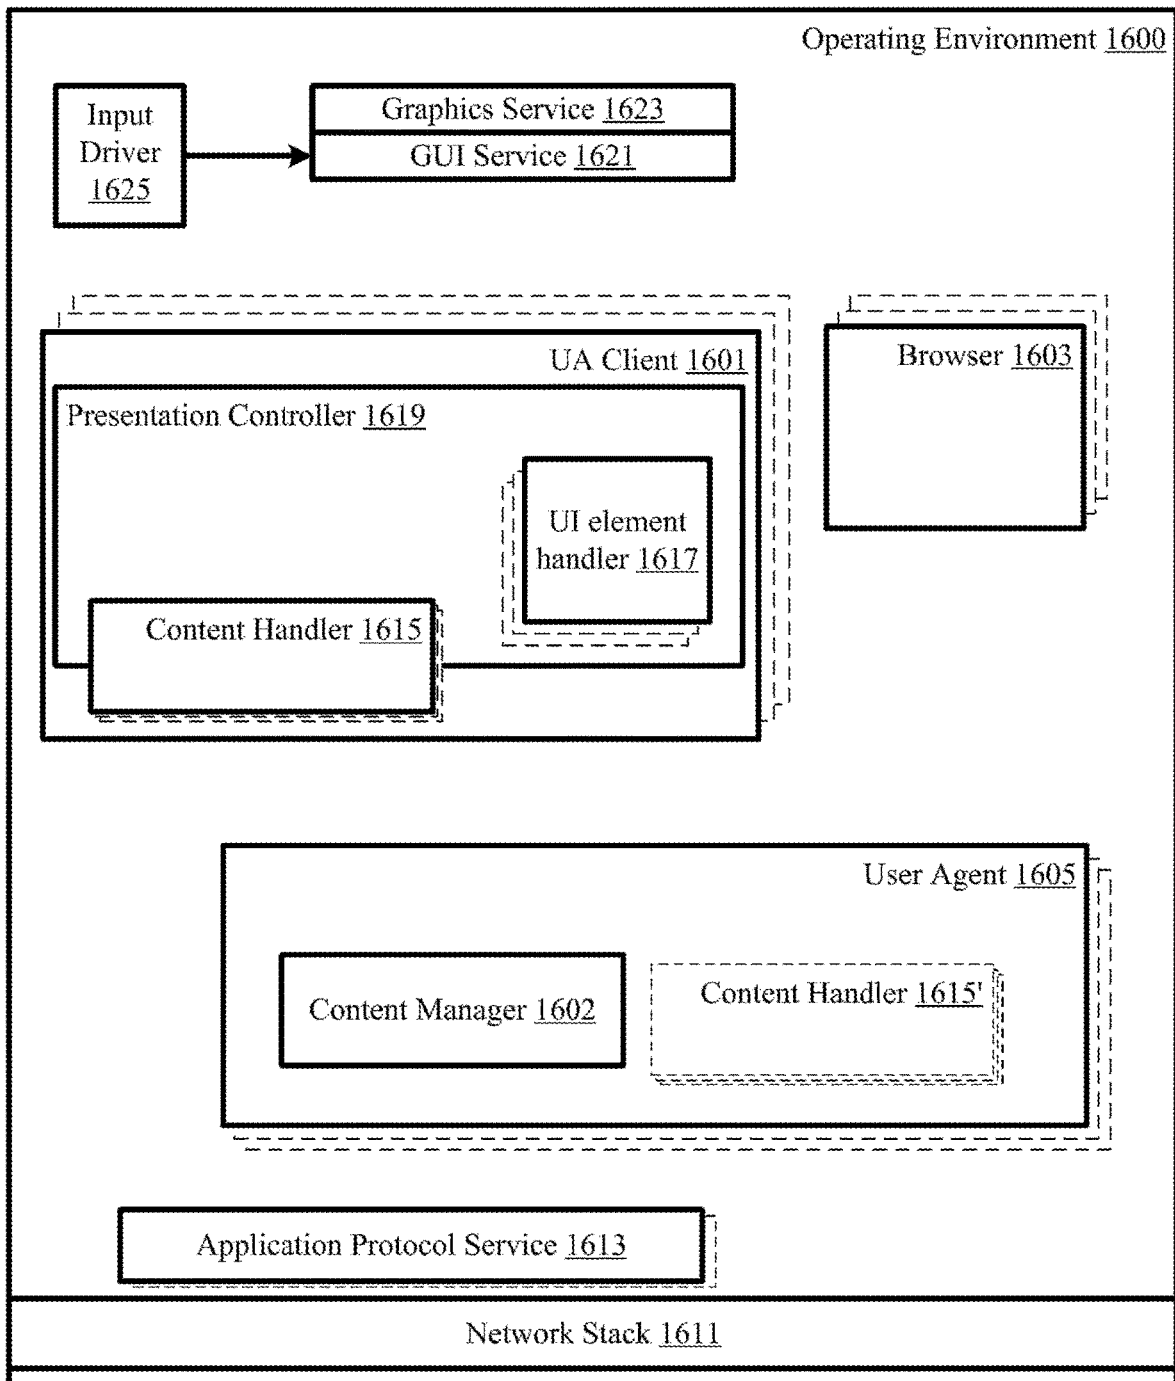 Operating Environment 1600
Input
Driver
1625
Graphics Service 1623
GUI Service 1621
UA Client 1601
Browser 1603
Presentation Controller 1619
UI element
handler 1617
Content Handler 1615
User Agent 1605
Content Manager 1602
Content Handler 1615'
Application Protocol Service 1613
Network Stack 1611